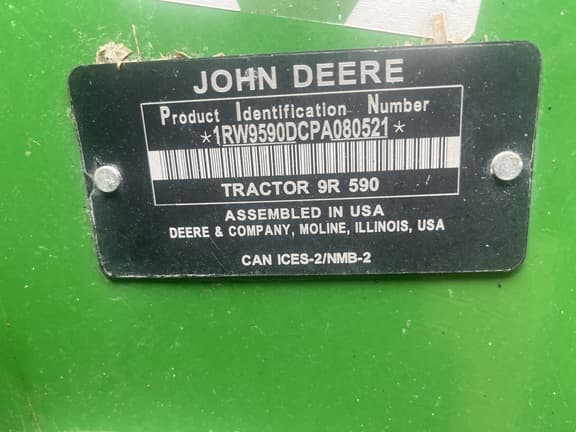 JOHN DEERE
Product Identification Number
*1RW9590DCPA080521*
TRACTOR 9R 590
ASSEMBLED IN USA
DEERE & COMPANY, MOLINE, ILLINOIS, USA
CAN ICES-2/NMB-2